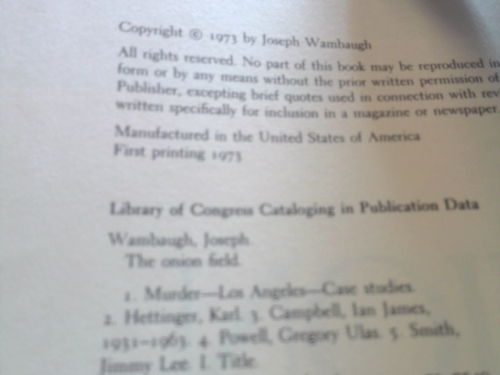 Copyright © 1973 by Joseph Wambaugh
All rights reserved. No part of this book may be reproduced in
form or by any means without the prior written permission of
Publisher, excepting brief quotes used in connection with rev
written specifically for inclusion in a magazine or newspaper.
Manufactured in the United States of America
First printing 1973
Library of Congress Cataloging in Publication Data
Wambaugh, Joseph.
The onion field.
1. Murder—Los Angeles—Case studies.
2. Hettinger, Karl. 3. Campbell, Ian James,
1931-1963. 4. Powell, Gregory Ulas. 5. Smith,
Jimmy Lee. I. Title.